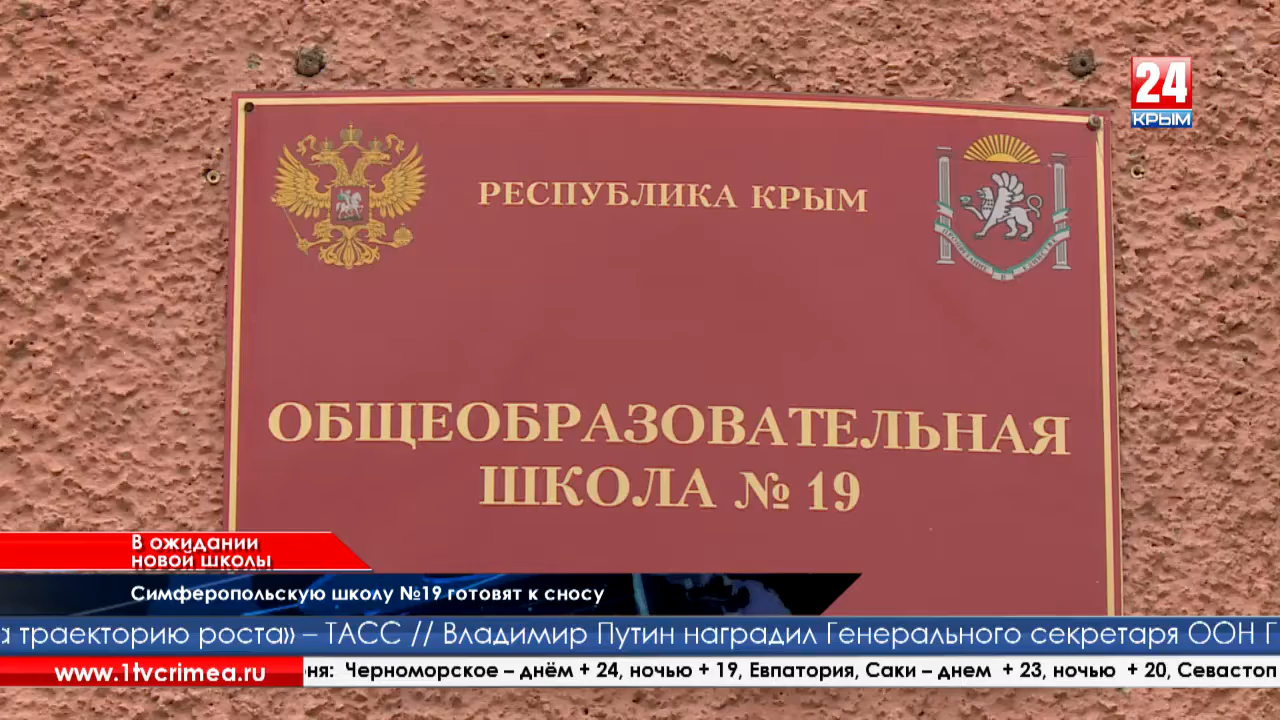 24
КРЫМ
РЕСПУБЛИКА КРЫМ
ОБЩЕОБРАЗОВАТЕЛЬНАЯ
ШКОЛА № 19
В ожидании
новой школы
Симферопольскую школу №19 готовят к сносу
а траекторию роста» – ТАСС // Владимир Путин наградил Генерального секретаря ООН Г
www.1tvcrimea.ru
ня: Черноморское – днём + 24, ночью + 19, Евпатория, Саки – днем + 23, ночью + 20, Севастоп